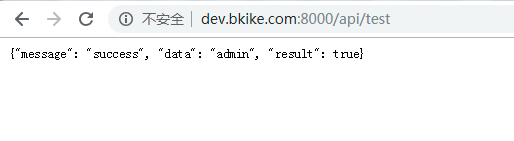 不安全 dev.bkike.com:8000/api/test
{"message": "success", "data": "admin", "result": true}